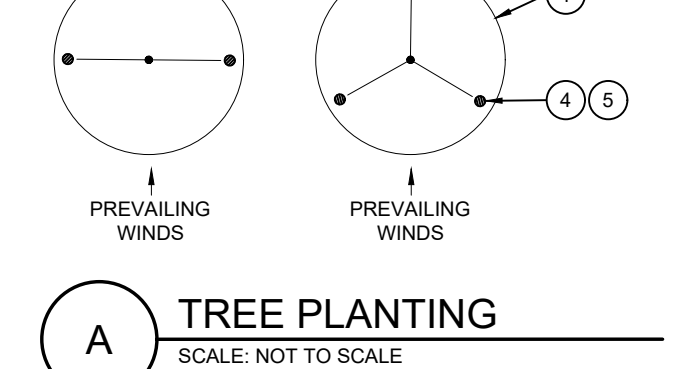 4 5
PREVAILING
WINDS
PREVAILING
WINDS
A
TREE PLANTING
SCALE: NOT TO SCALE